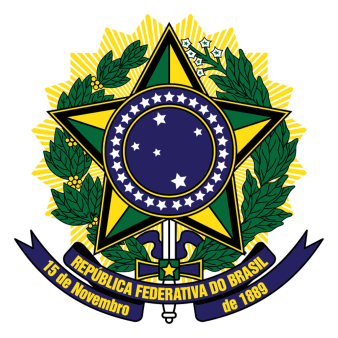 REPÚBLICA FEDERATIVA DO BRASIL
15 de Novembro
de 1889